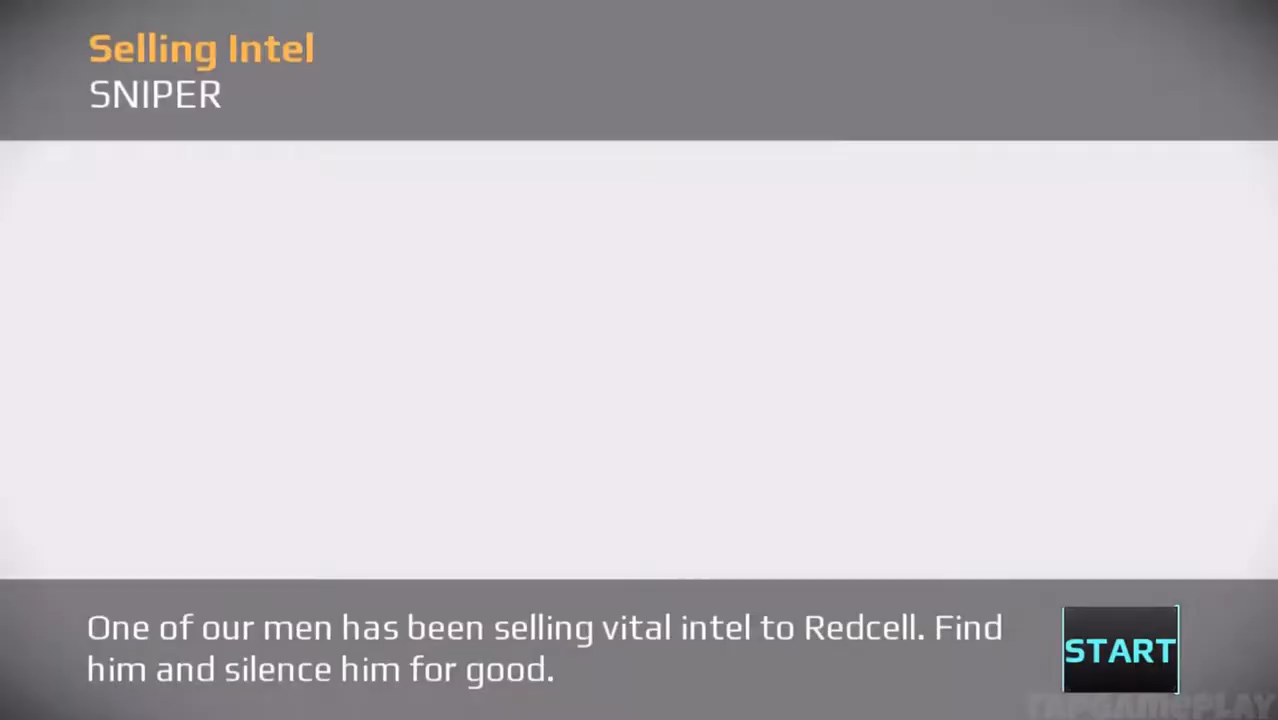 Selling Intel
SNIPER
One of our men has been selling vital intel to Redcell. Find
him and silence him for good.
START
TAPGAMEPLAY